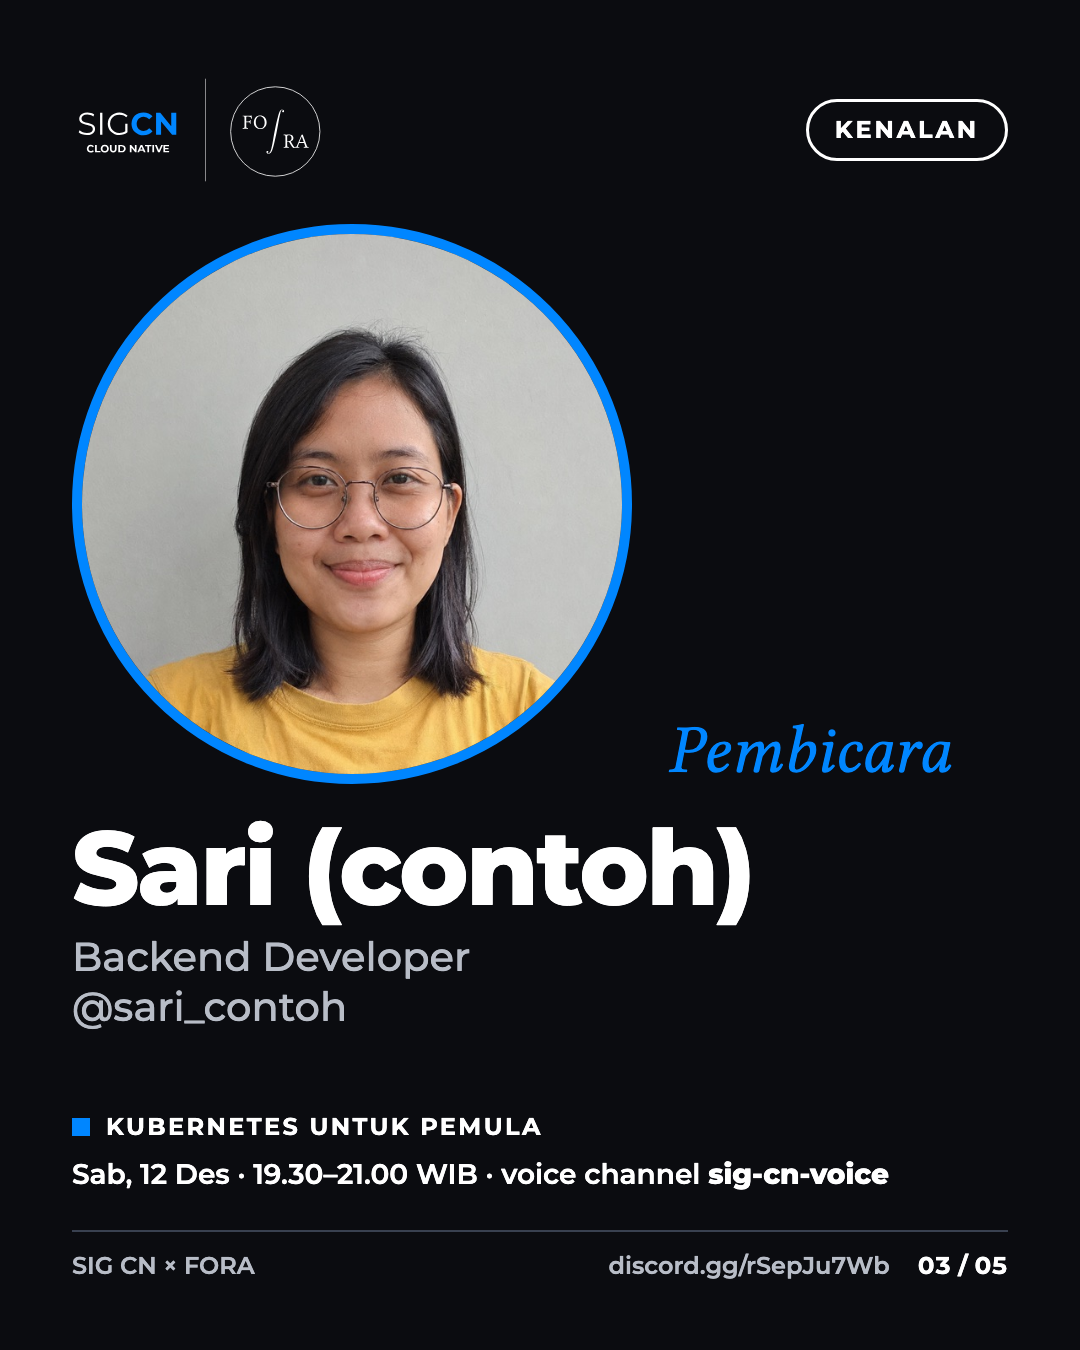 SIGCN
CLOUD NATIVE
FO RA
KENALAN
Pembicara
Sari (contoh)
Backend Developer
@sari_contoh
KUBERNETES UNTUK PEMULA
Sab, 12 Des · 19.30–21.00 WIB · voice channel sig-cn-voice
SIG CN × FORA
discord.gg/rSepJu7Wb
03 / 05